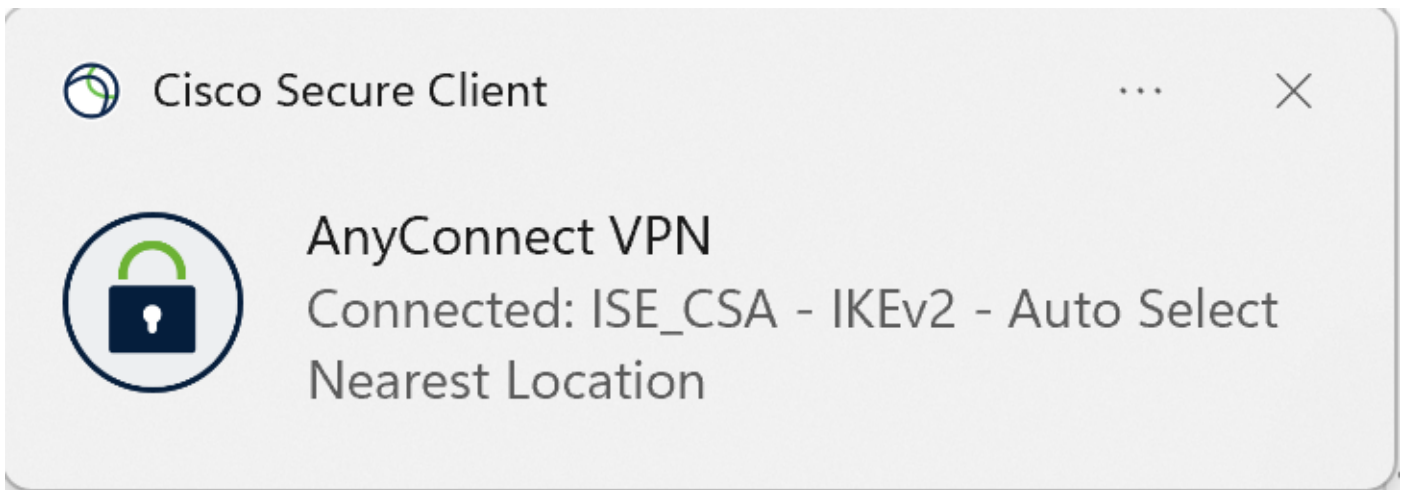 Cisco Secure Client
AnyConnect VPN
Connected: ISE_CSA - IKEv2 - Auto Select
Nearest Location